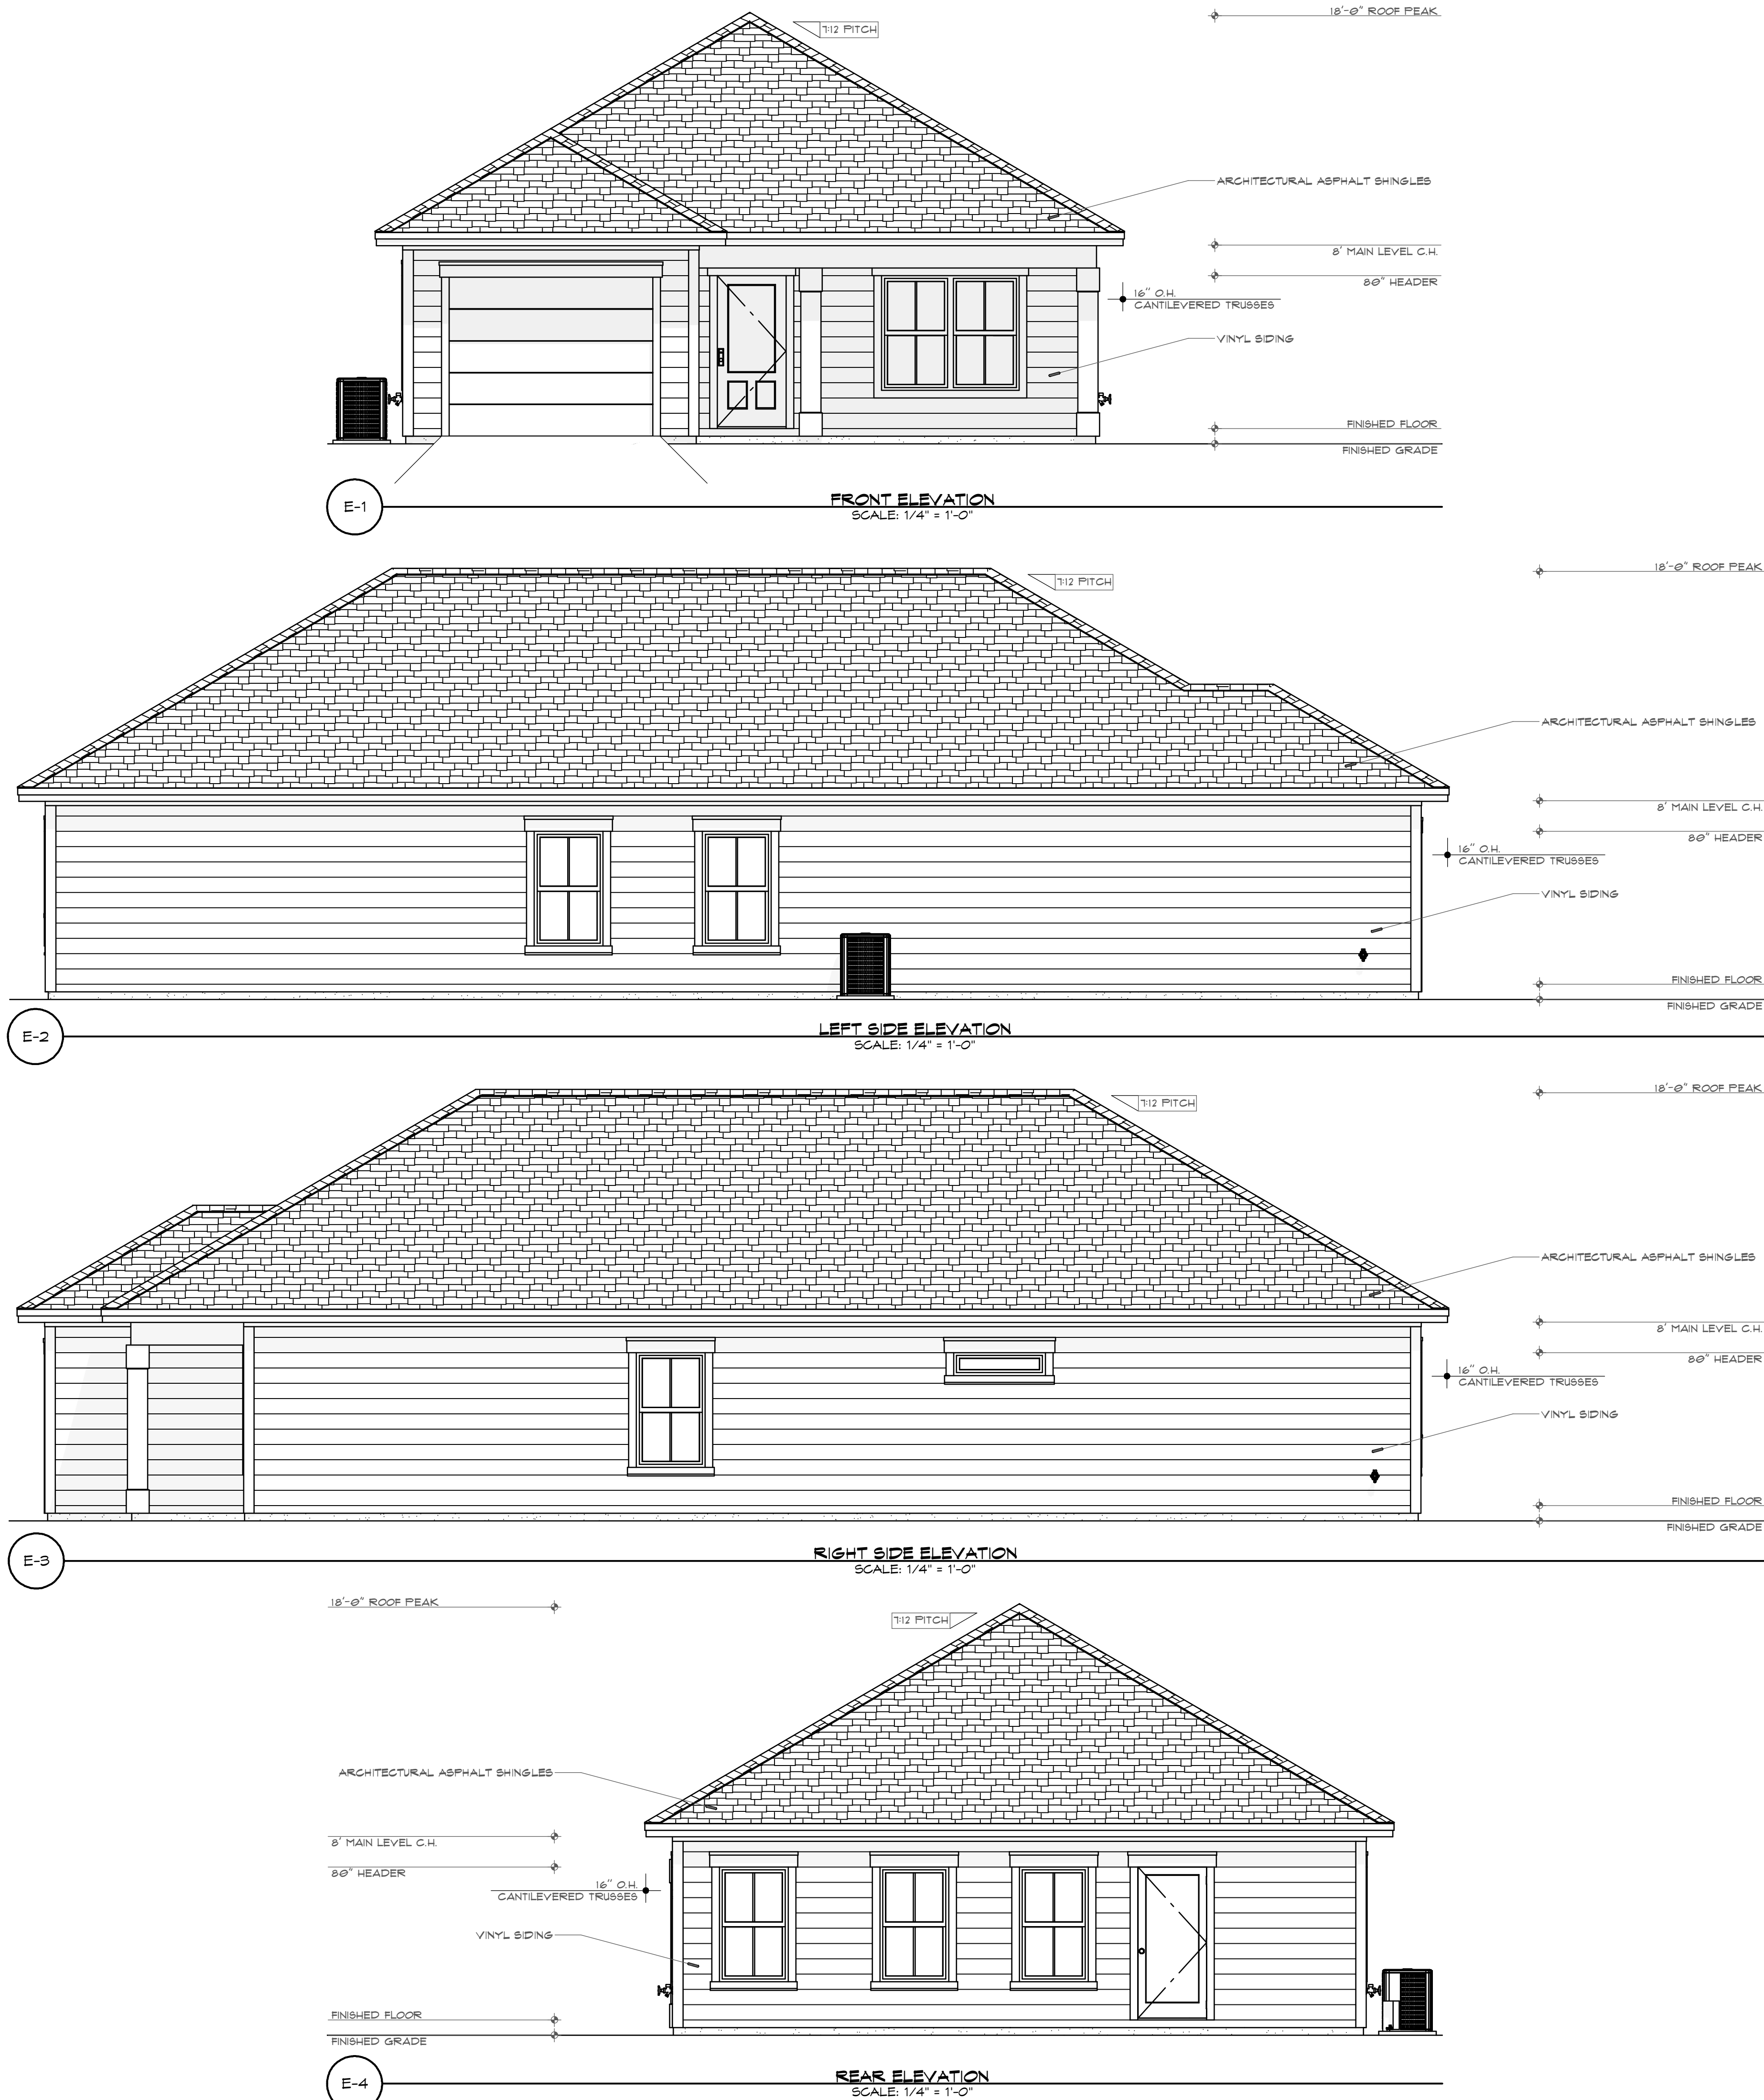 18'-0" ROOF PEAK
7:12 PITCH
ARCHITECTURAL ASPHALT SHINGLES
8' MAIN LEVEL C.H.
80" HEADER
16" O.H.
CANTILEVERED TRUSSES
VINYL SIDING
FINISHED FLOOR
FINISHED GRADE
E-1
FRONT ELEVATION
SCALE: 1/4" = 1'-0"
18'-0" ROOF PEAK
7:12 PITCH
ARCHITECTURAL ASPHALT SHINGLES
8' MAIN LEVEL C.H.
80" HEADER
16" O.H.
CANTILEVERED TRUSSES
VINYL SIDING
FINISHED FLOOR
FINISHED GRADE
E-2
LEFT SIDE ELEVATION
SCALE: 1/4" = 1'-0"
18'-0" ROOF PEAK
7:12 PITCH
ARCHITECTURAL ASPHALT SHINGLES
8' MAIN LEVEL C.H.
80" HEADER
16" O.H.
CANTILEVERED TRUSSES
VINYL SIDING
FINISHED FLOOR
FINISHED GRADE
E-3
RIGHT SIDE ELEVATION
SCALE: 1/4" = 1'-0"
18'-0" ROOF PEAK
7:12 PITCH
ARCHITECTURAL ASPHALT SHINGLES
8' MAIN LEVEL C.H.
80" HEADER
16" O.H.
CANTILEVERED TRUSSES
VINYL SIDING
FINISHED FLOOR
FINISHED GRADE
E-4
REAR ELEVATION
SCALE: 1/4" = 1'-0"